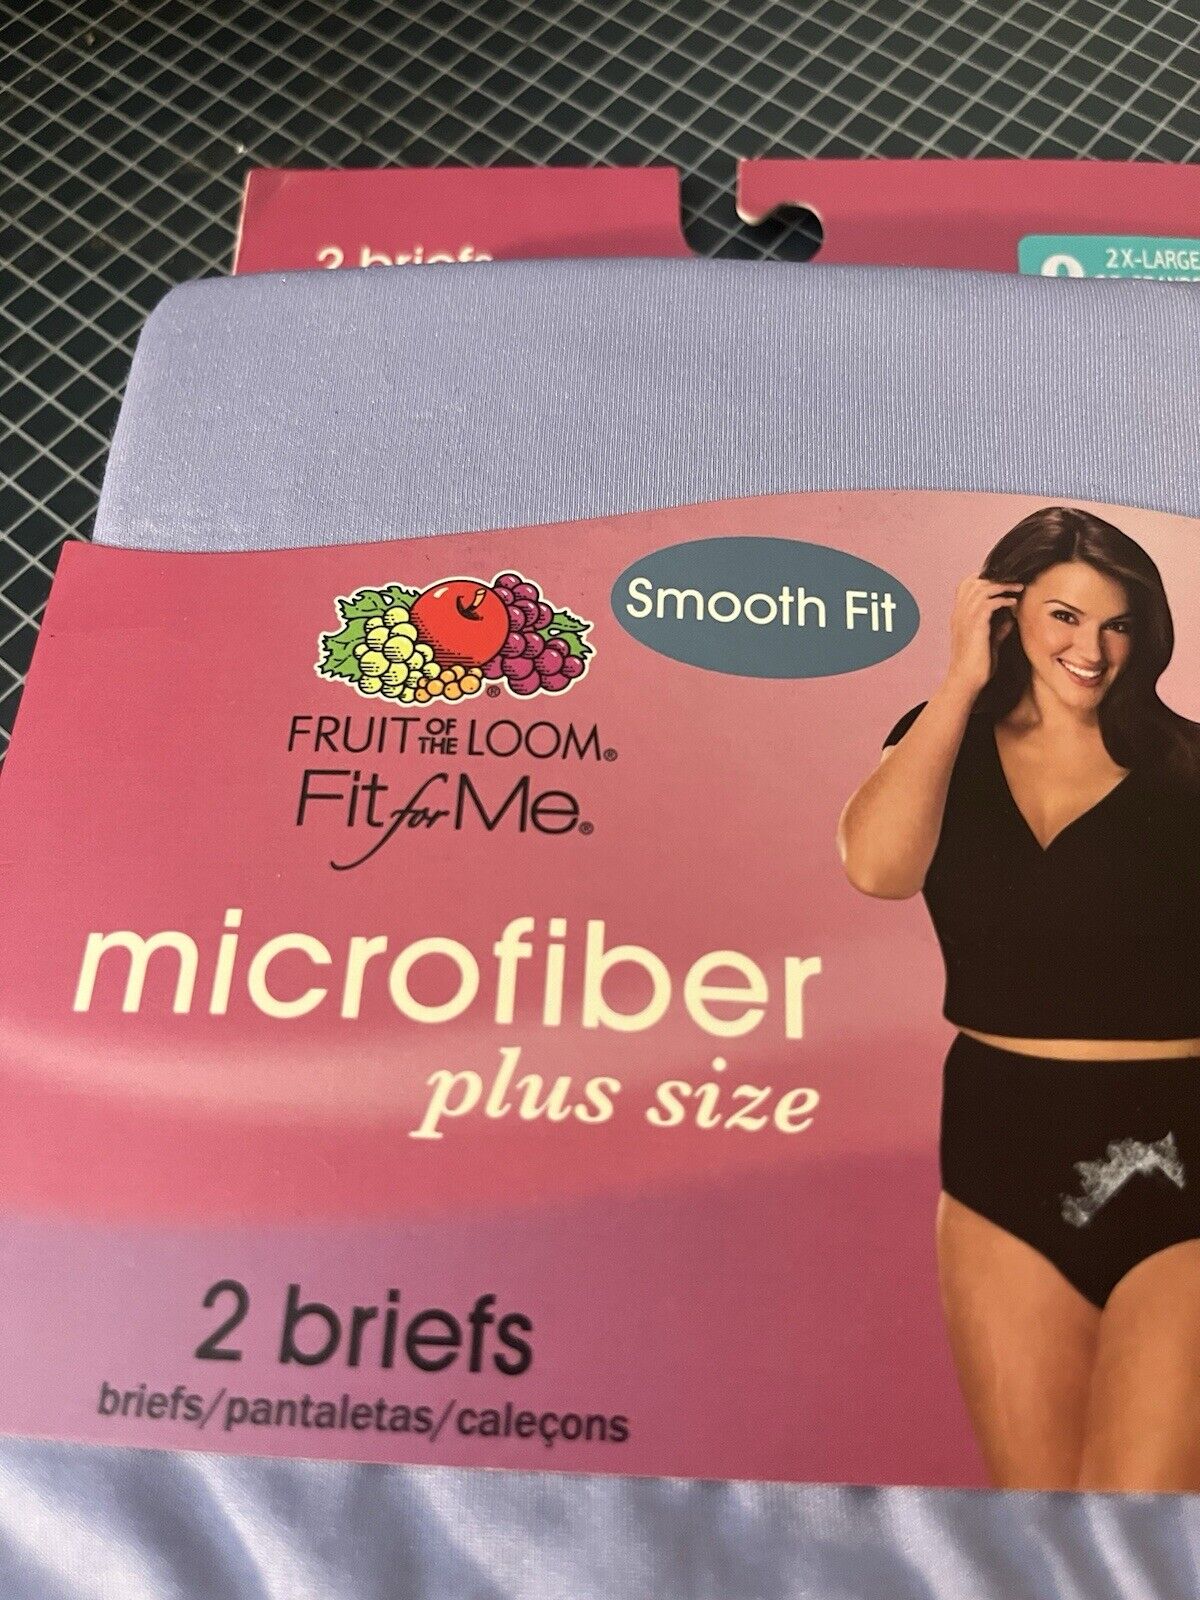 2 briefs
2X-LARGE
Smooth Fit
FRUIT OF THE LOOM®
Fit for Me®
microfiber
plus size
2 briefs
briefs/pantaletas/caleçons